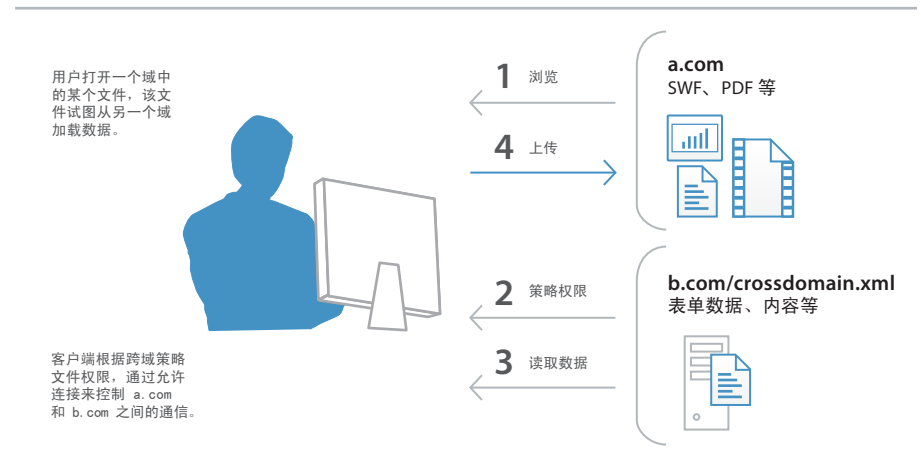 用户打开一个域中
的某个文件，该文
件试图从另一个域
加载数据。
1 浏览
4 上传
a.com
SWF、PDF 等
2 策略权限
3 读取数据
b.com/crossdomain.xml
表单数据、内容等
客户端根据跨域策略
文件权限，通过允许
连接来控制 a.com
和 b.com 之间的通信。